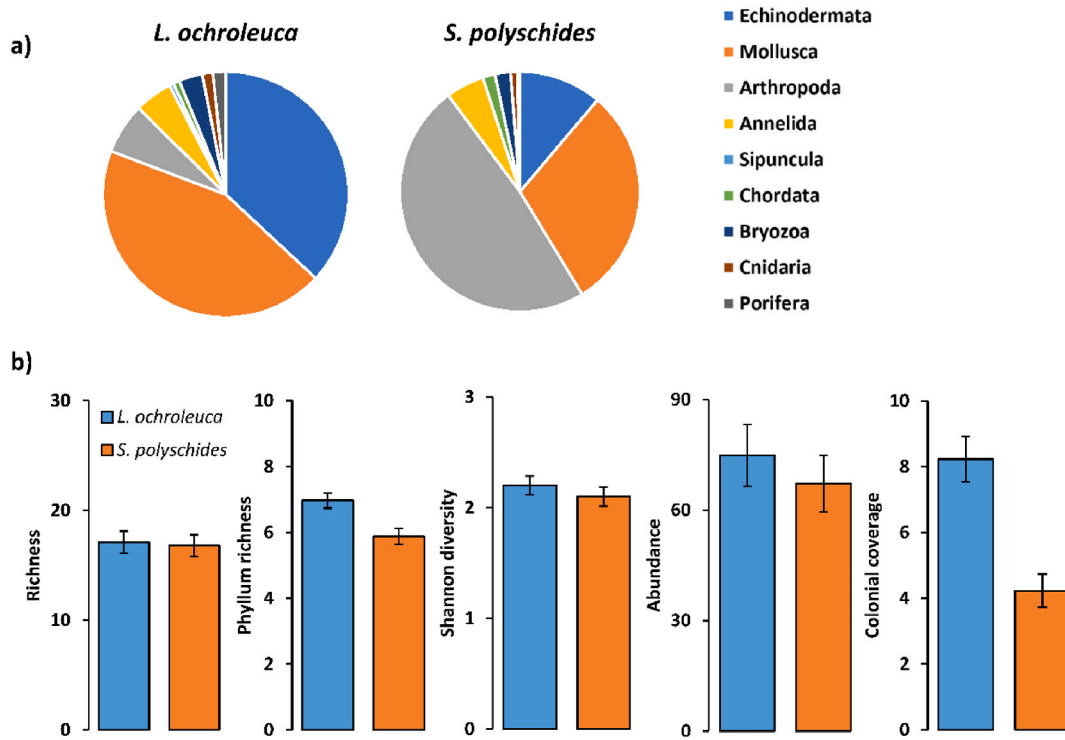 a)
L. ochroleuca
S. polyschides
Echinodermata
Mollusca
Arthropoda
Annelida
Sipuncula
Chordata
Bryozoa
Cnidaria
Porifera
b)
Richness
30
20
10
0
L. ochroleuca
S. polyschides
Phyllum richness
10
8
6
4
2
0
Shannon diversity
3
2
1
0
Abundance
90
60
30
0
Colonial coverage
10
8
6
4
2
0